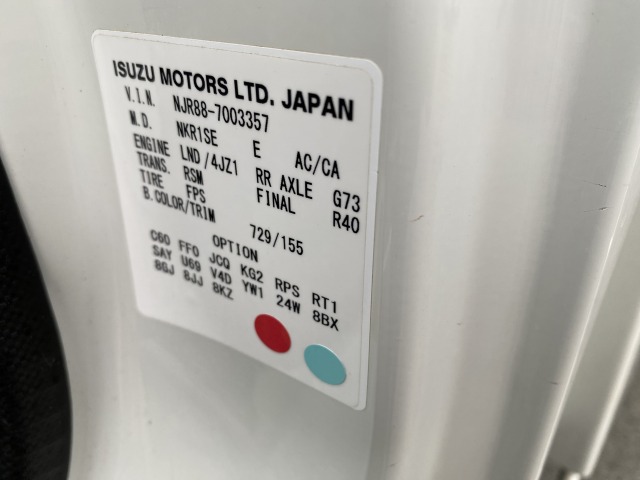 ISUZU MOTORS LTD. JAPAN
V.I.N. NJR88-7003357
M.D. NKR1SE E AC/CA
ENGINE LND/4JZ1 RR AXLE G73
TRANS. RSM FINAL R40
TIRE FPS
B.COLOR/TRIM 729/155
OPTION
C60 FFO JCQ KG2 RPS RT1
SAY U69 V4D YW1 24W 8BX
8GJ 8JJ 8KZ